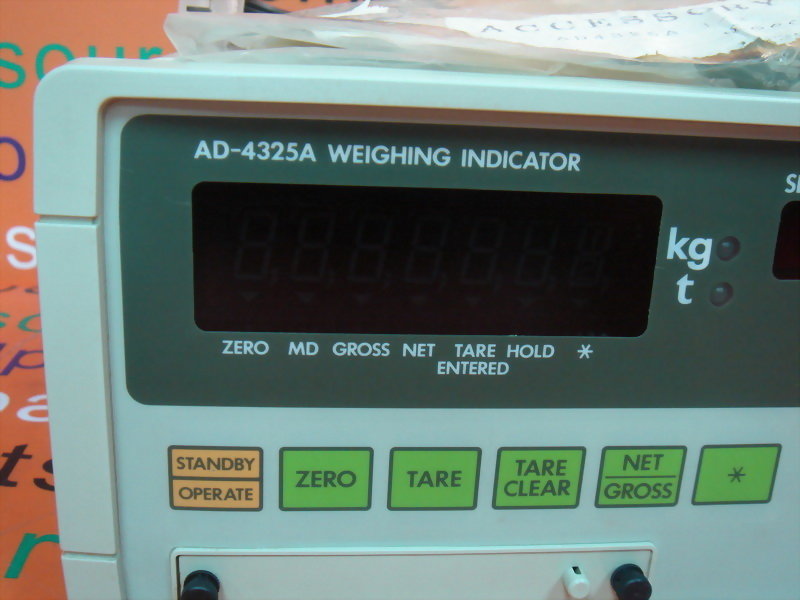 ACCESSORY
AD-4325A WEIGHING INDICATOR
kg
t
ZERO MD GROSS NET TARE HOLD *
ENTERED
STANDBY
OPERATE
ZERO
TARE
TARE
CLEAR
NET
GROSS
*